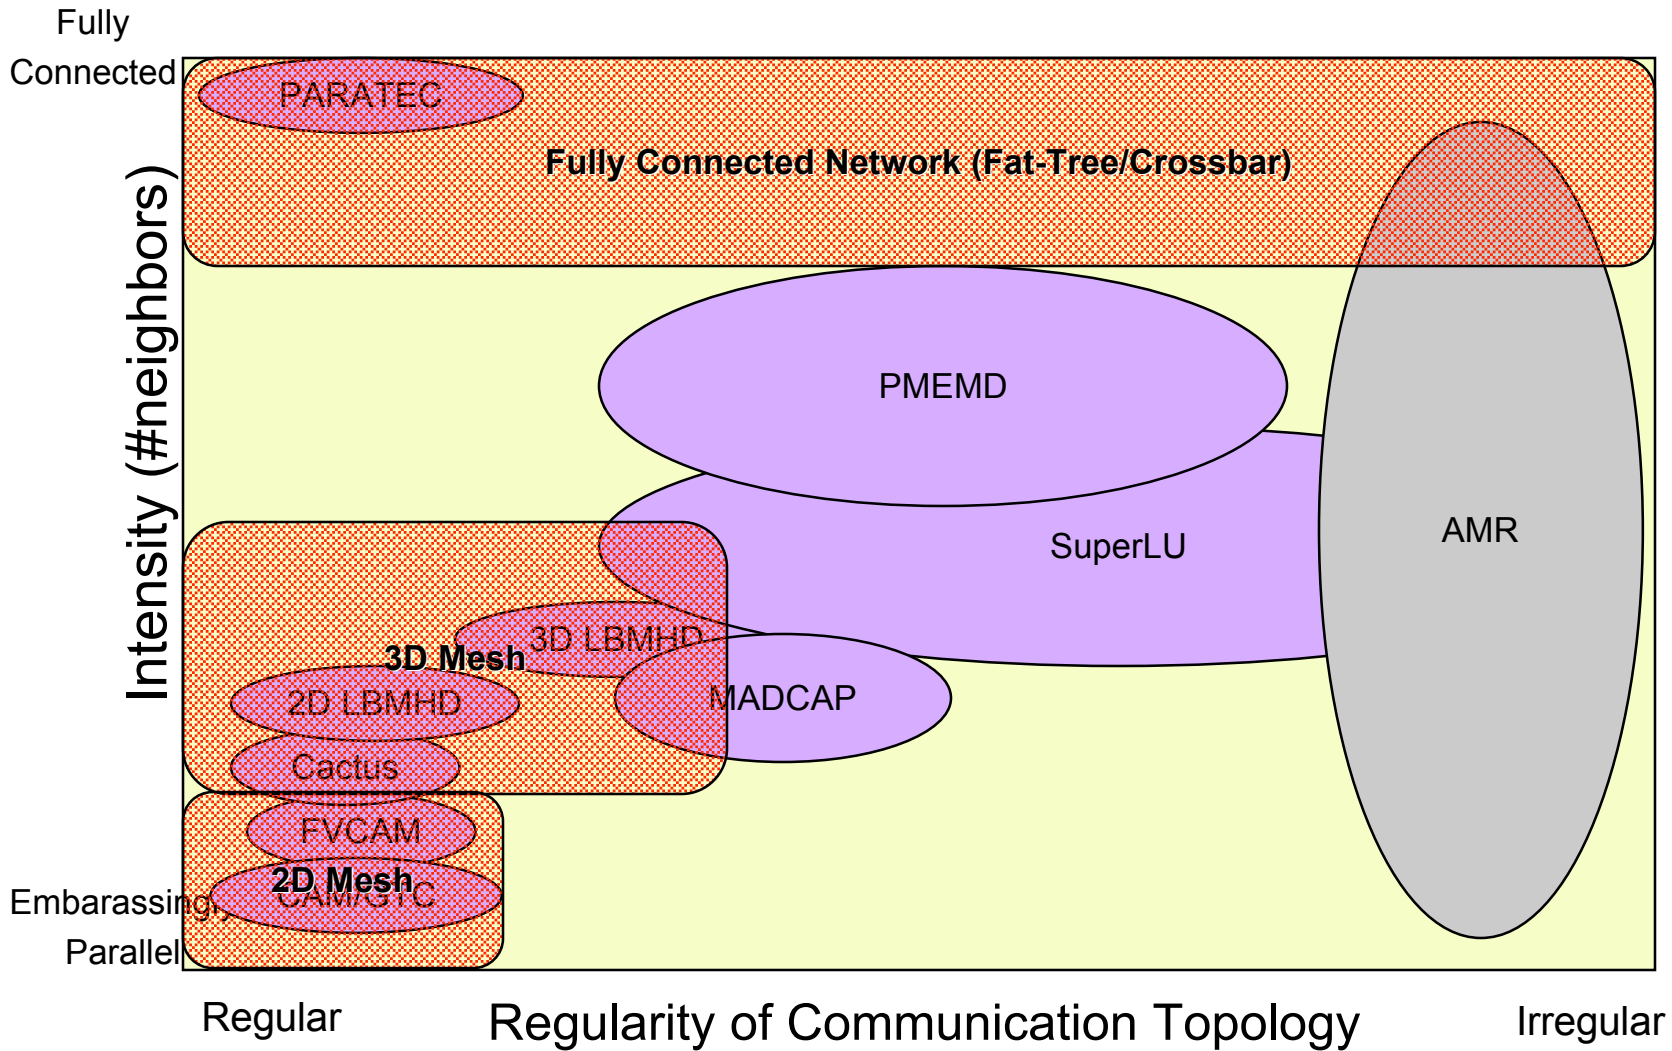 Fully
Connected
PARATEC
Fully Connected Network (Fat-Tree/Crossbar)
Intensity (#neighbors)
PMEMD
SuperLU
AMR
3D LBMHD
3D Mesh
2D LBMHD
MADCAP
Cactus
FVCAM
2D Mesh
CAM/GTC
Embarassingly
Parallel
Regular
Regularity of Communication Topology
Irregular